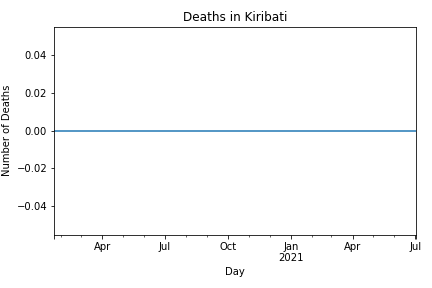 Deaths in Kiribati
Number of Deaths
0.04
0.02
0.00
−0.02
−0.04
Apr
Jul
Oct
Jan
2021
Apr
Jul
Day